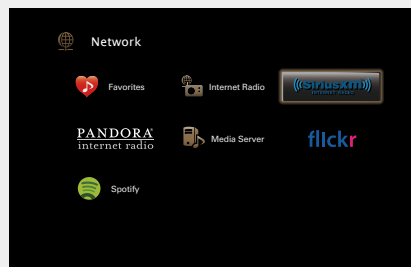 Network
Favorites
Internet Radio
((SiriusXM))
INTERNET RADIO
PANDORA®
internet radio
Media Server
flickr
Spotify